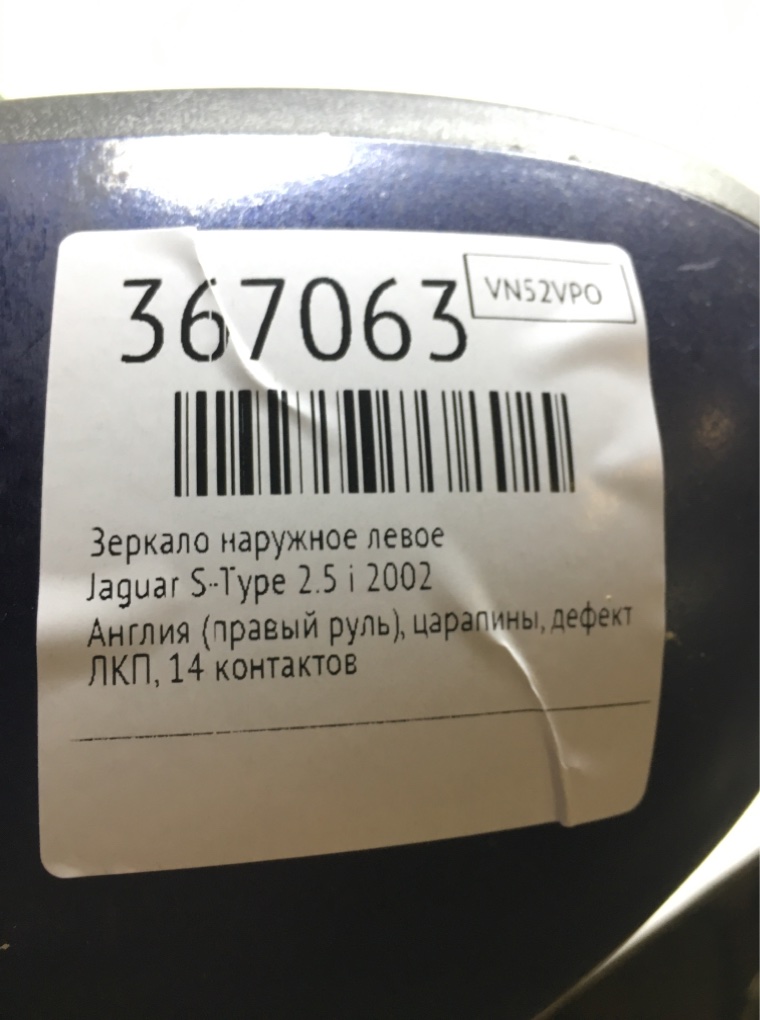 367063
VN52VPO
Зеркало наружное левое
Jaguar S-Type 2.5 i 2002
Англия (правый руль), царапины, дефект
ЛКП, 14 контактов